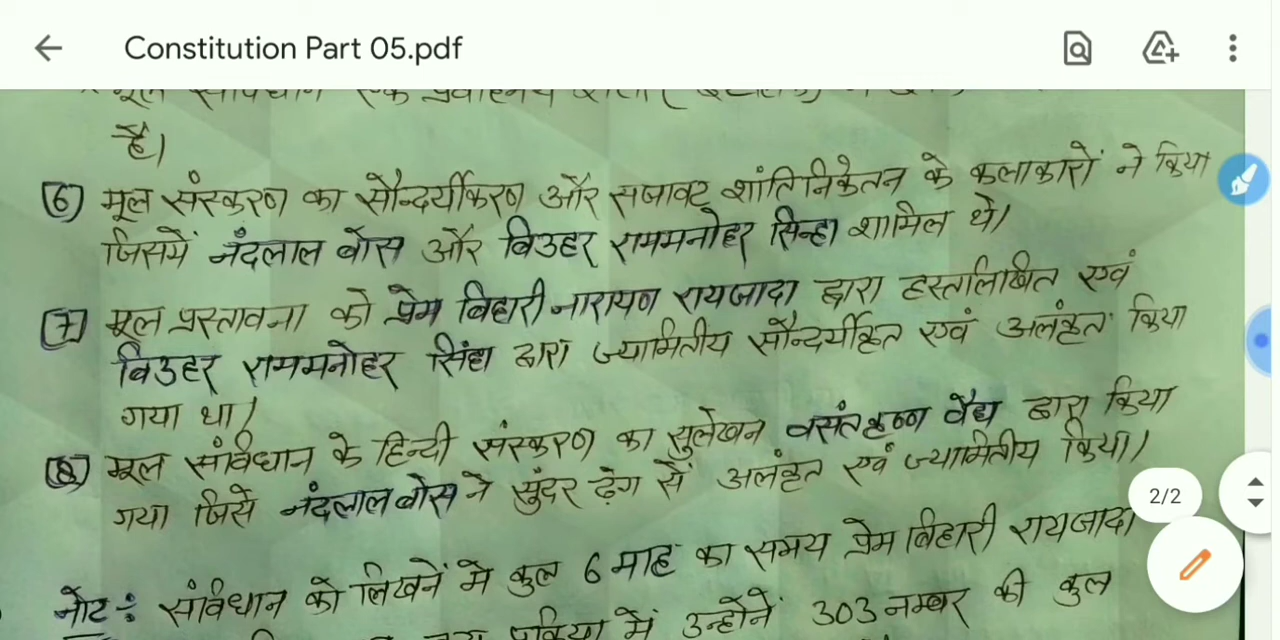 Constitution Part 05.pdf
है।
(6) मूल संस्करण का सौन्दर्यीकरण और सजावट शांतिनिकेतन के कलाकारों ने किया
जिसमें नंदलाल बोस और बिउहर राममनोहर सिन्हा शामिल थे।
(7) मूल प्रस्तावना को प्रेम बिहारी नारायण रायजादा द्वारा हस्तलिखित एवं
बिउहर राममनोहर सिंहा द्वारा ज्यामितीय सौन्दर्यीकृत एवं अलंकृत किया
गया था।
(8) मूल संविधान के हिन्दी संस्करण का सुलेखन वसंत कृष्ण वैद्य द्वारा किया
गया जिसे नंदलाल बोस ने सुंदर ढ़ंग से अलंकृत एवं ज्यामितीय किया।
2/2
नोट ÷ संविधान को लिखनें मे कुल 6 माह का समय प्रेम बिहारी रायजादा
में उन्होंनें 303 नम्बर की कुल